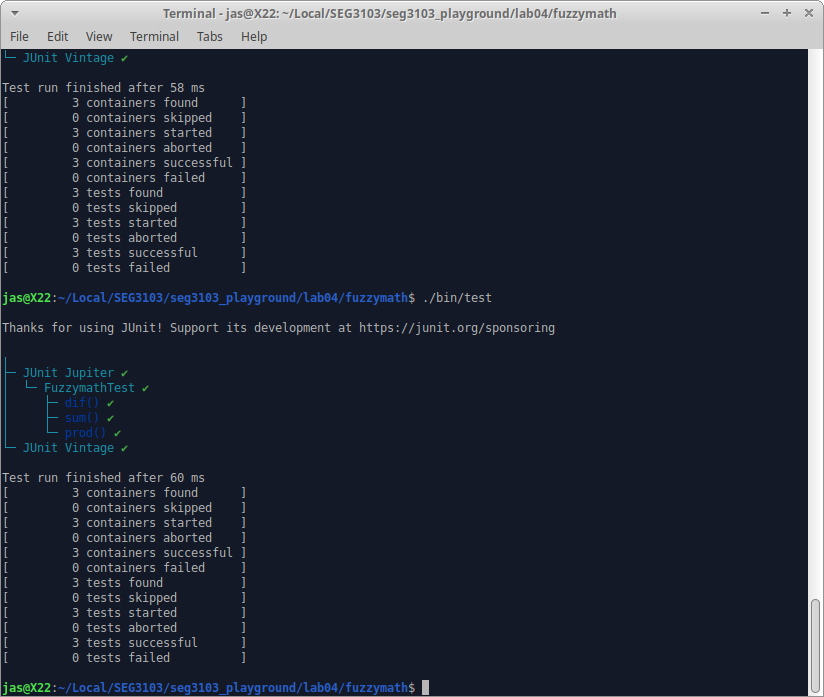 Terminal - jas@X22: ~/Local/SEG3103/seg3103_playground/lab04/fuzzymath
File Edit View Terminal Tabs Help
└─ JUnit Vintage ✔
Test run finished after 58 ms
[         3 containers found      ]
[         0 containers skipped    ]
[         3 containers started    ]
[         0 containers aborted    ]
[         3 containers successful ]
[         0 containers failed     ]
[         3 tests found           ]
[         0 tests skipped         ]
[         3 tests started         ]
[         0 tests aborted         ]
[         3 tests successful      ]
[         0 tests failed          ]
jas@X22:~/Local/SEG3103/seg3103_playground/lab04/fuzzymath$ ./bin/test
Thanks for using JUnit! Support its development at https://junit.org/sponsoring
╷
├─ JUnit Jupiter ✔
│  └─ FuzzymathTest ✔
│     ├─ dif() ✔
│     ├─ sum() ✔
│     └─ prod() ✔
└─ JUnit Vintage ✔
Test run finished after 60 ms
[         3 containers found      ]
[         0 containers skipped    ]
[         3 containers started    ]
[         0 containers aborted    ]
[         3 containers successful ]
[         0 containers failed     ]
[         3 tests found           ]
[         0 tests skipped         ]
[         3 tests started         ]
[         0 tests aborted         ]
[         3 tests successful      ]
[         0 tests failed          ]
jas@X22:~/Local/SEG3103/seg3103_playground/lab04/fuzzymath$